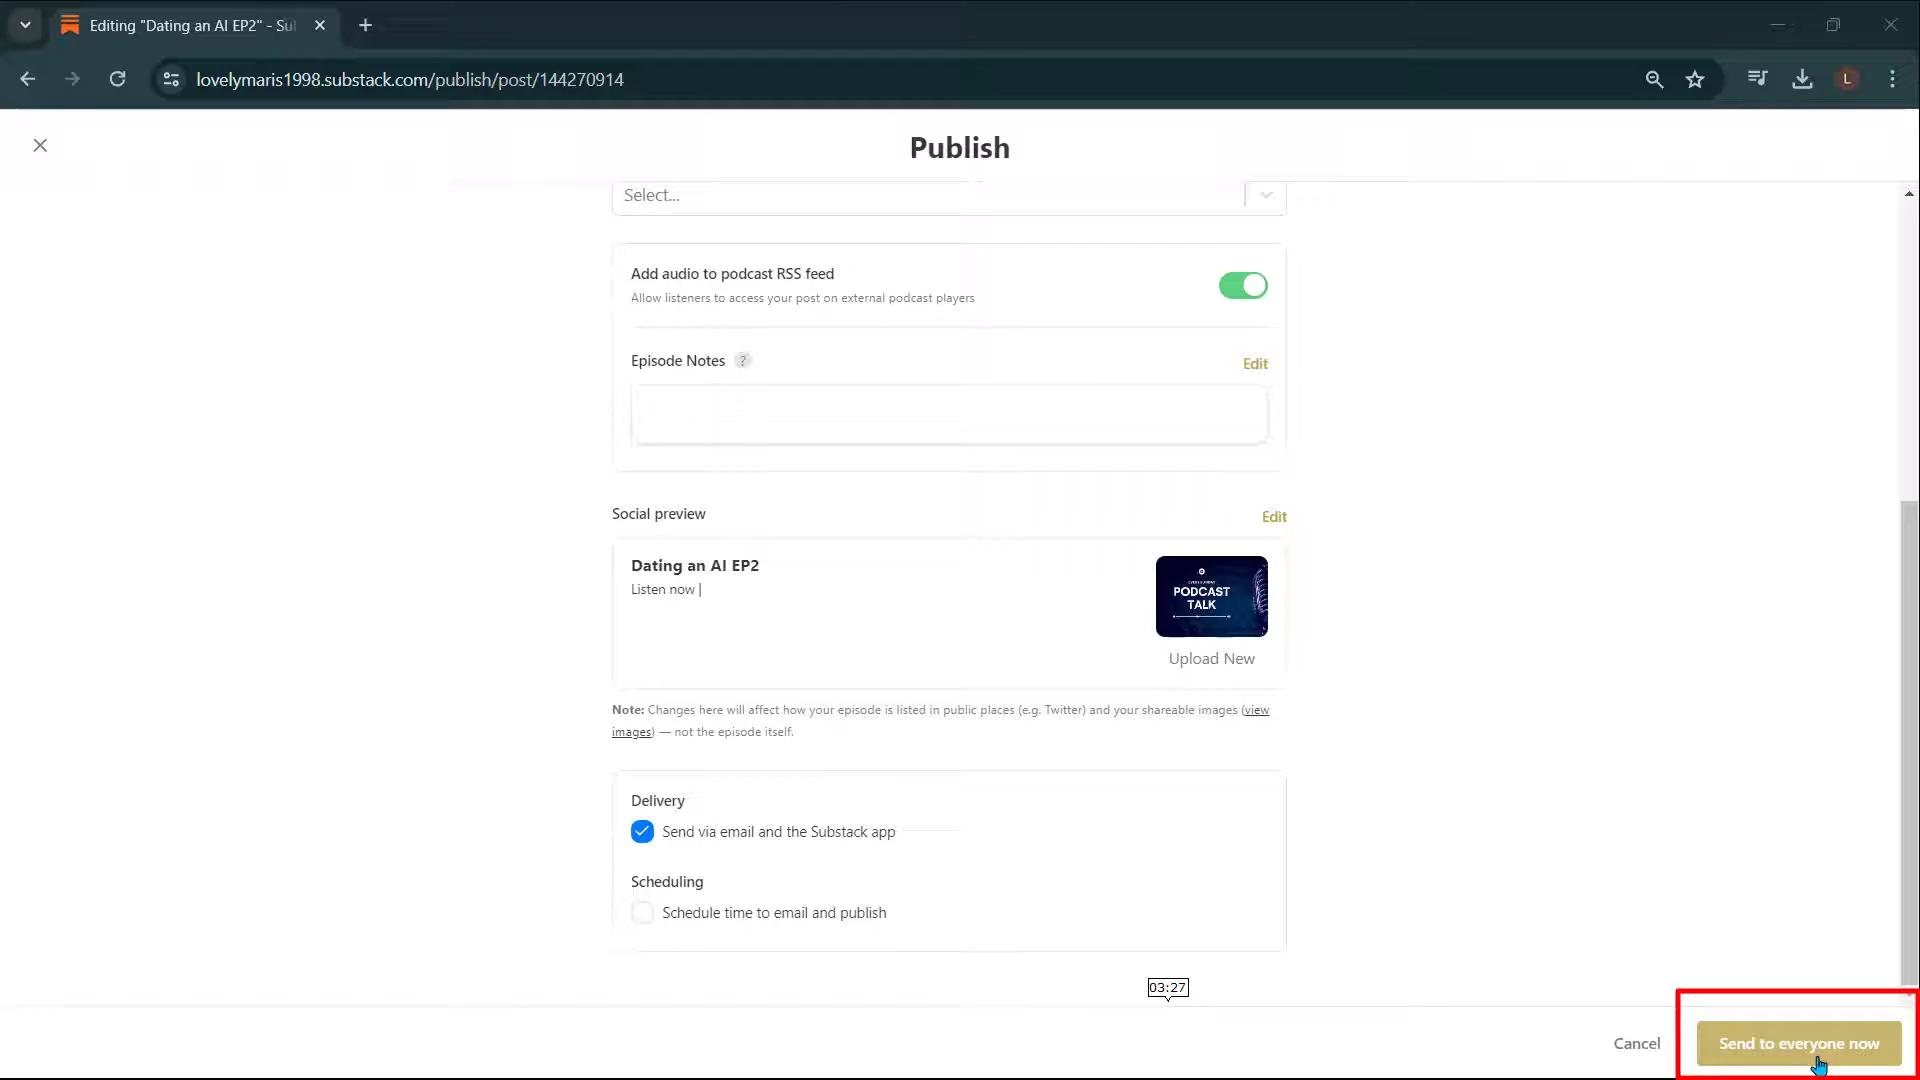 Editing "Dating an AI EP2" - Su
lovelymaris1998.substack.com/publish/post/144270914
L
Publish
Select...
Add audio to podcast RSS feed
Allow listeners to access your post on external podcast players
Episode Notes ?
Edit
Social preview
Edit
Dating an AI EP2
Listen now |
PODCAST
TALK
Upload New
Note: Changes here will affect how your episode is listed in public places (e.g. Twitter) and your shareable images (view
images) — not the episode itself.
Delivery
Send via email and the Substack app
Scheduling
Schedule time to email and publish
03:27
Cancel
Send to everyone now